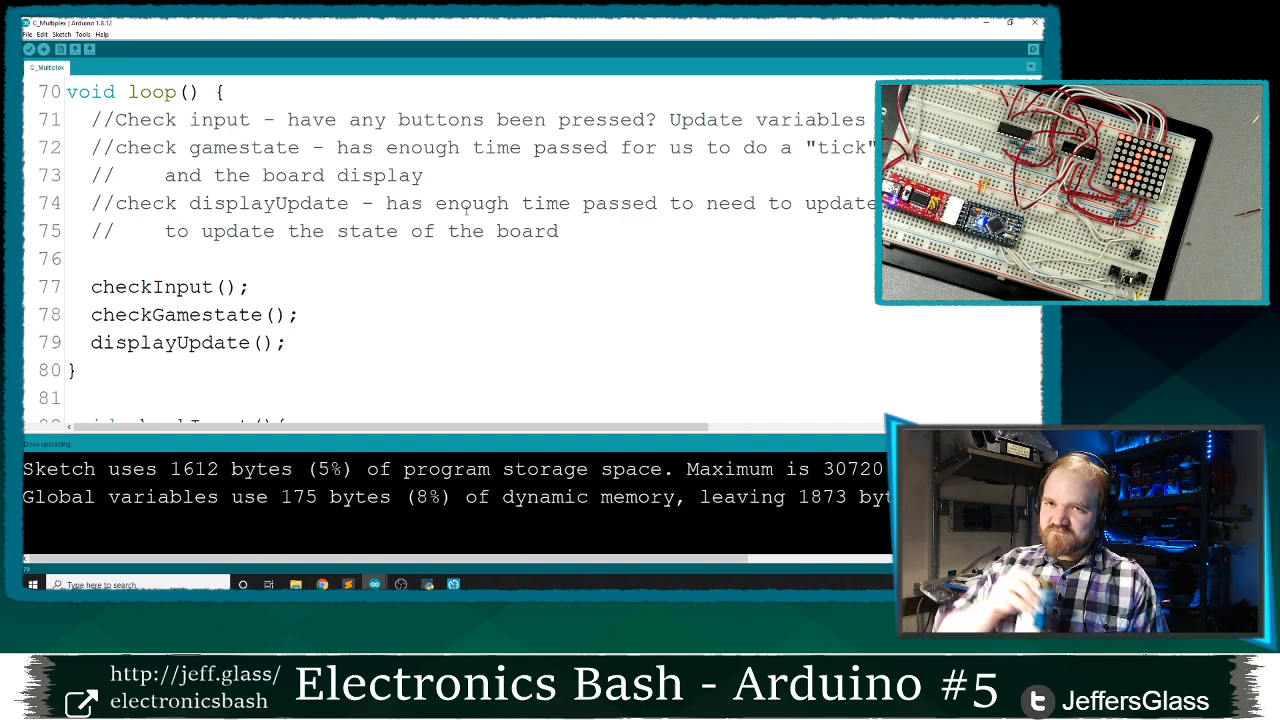 C_Multiplex | Arduino 1.8.12
File Edit Sketch Tools Help
C_Multiplex
70 void loop() {
71 //Check input - have any buttons been pressed? Update variables
72 //check gamestate - has enough time passed for us to do a "tick"
73 // and the board display
74 //check displayUpdate - has enough time passed to need to update
75 // to update the state of the board
76
77 checkInput();
78 checkGamestate();
79 displayUpdate();
80 }
81
Done uploading.
Sketch uses 1612 bytes (5%) of program storage space. Maximum is 30720
Global variables use 175 bytes (8%) of dynamic memory, leaving 1873 byt
79
Type here to search
http://jeff.glass/
electronicsbash
Electronics Bash - Arduino #5
JeffersGlass